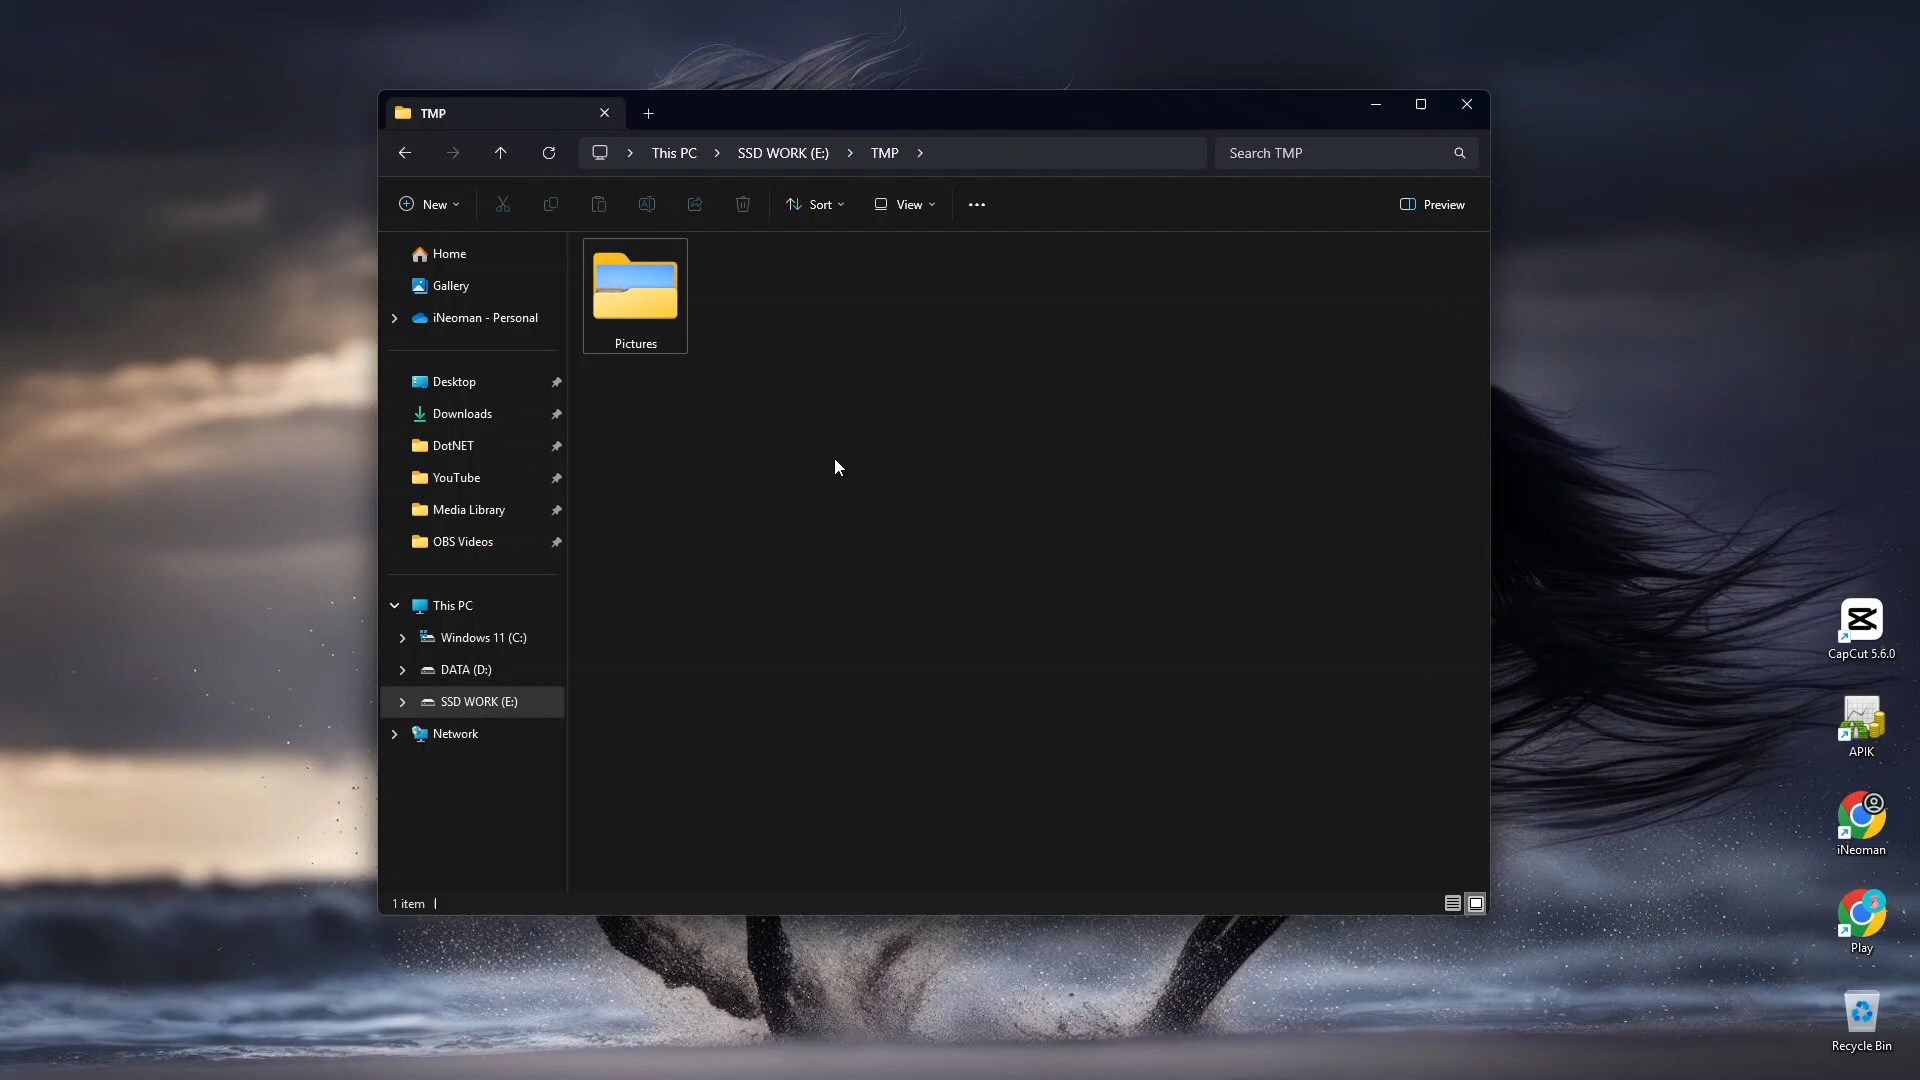 TMP
This PC
SSD WORK (E:)
TMP
Search TMP
New
Sort
View
Preview
Home
Gallery
iNeoman - Personal
Desktop
Downloads
DotNET
YouTube
Media Library
OBS Videos
This PC
Windows 11 (C:)
DATA (D:)
SSD WORK (E:)
Network
Pictures
1 item
CapCut 5.6.0
APIK
iNeoman
Play
Recycle Bin